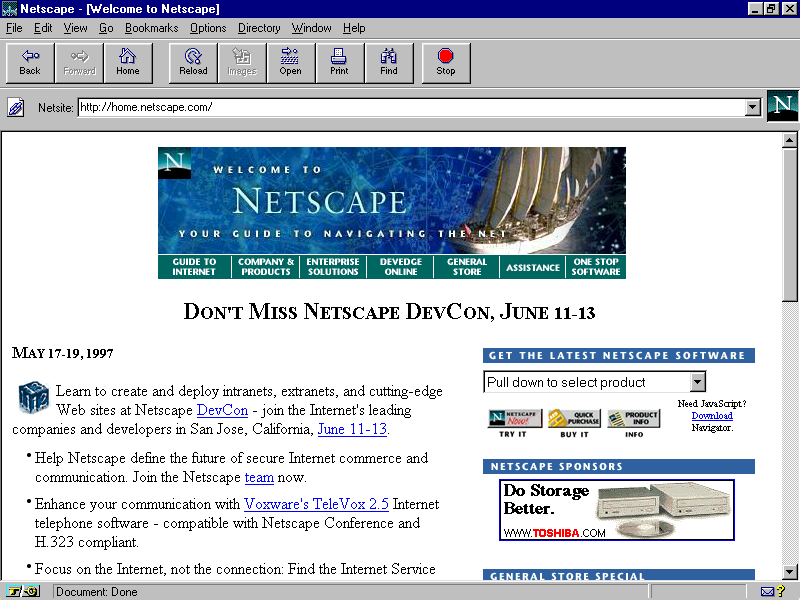 Netscape - [Welcome to Netscape]
File Edit View Go Bookmarks Options Directory Window Help
Back Forward Home Reload Images Open Print Find Stop
Netsite: http://home.netscape.com/
N
N
WELCOME TO
NETSCAPE
YOUR GUIDE TO NAVIGATING THE NET
GUIDE TO INTERNET
COMPANY & PRODUCTS
ENTERPRISE SOLUTIONS
DEVEDGE ONLINE
GENERAL STORE
ASSISTANCE
ONE STOP SOFTWARE
DON'T MISS NETSCAPE DEVCON, JUNE 11-13
MAY 17-19, 1997
Learn to create and deploy intranets, extranets, and cutting-edge
Web sites at Netscape DevCon - join the Internet's leading
companies and developers in San Jose, California, June 11-13.
• Help Netscape define the future of secure Internet commerce and
communication. Join the Netscape team now.
• Enhance your communication with Voxware's TeleVox 2.5 Internet
telephone software - compatible with Netscape Conference and
H.323 compliant.
• Focus on the Internet, not the connection: Find the Internet Service
GET THE LATEST NETSCAPE SOFTWARE
Pull down to select product
NETSCAPE Now!
TRY IT
QUICK PURCHASE
BUY IT
PRODUCT INFO
INFO
Need JavaScript?
Download
Navigator.
NETSCAPE SPONSORS
Do Storage
Better.
WWW.TOSHIBA.COM
GENERAL STORE SPECIAL
Document: Done